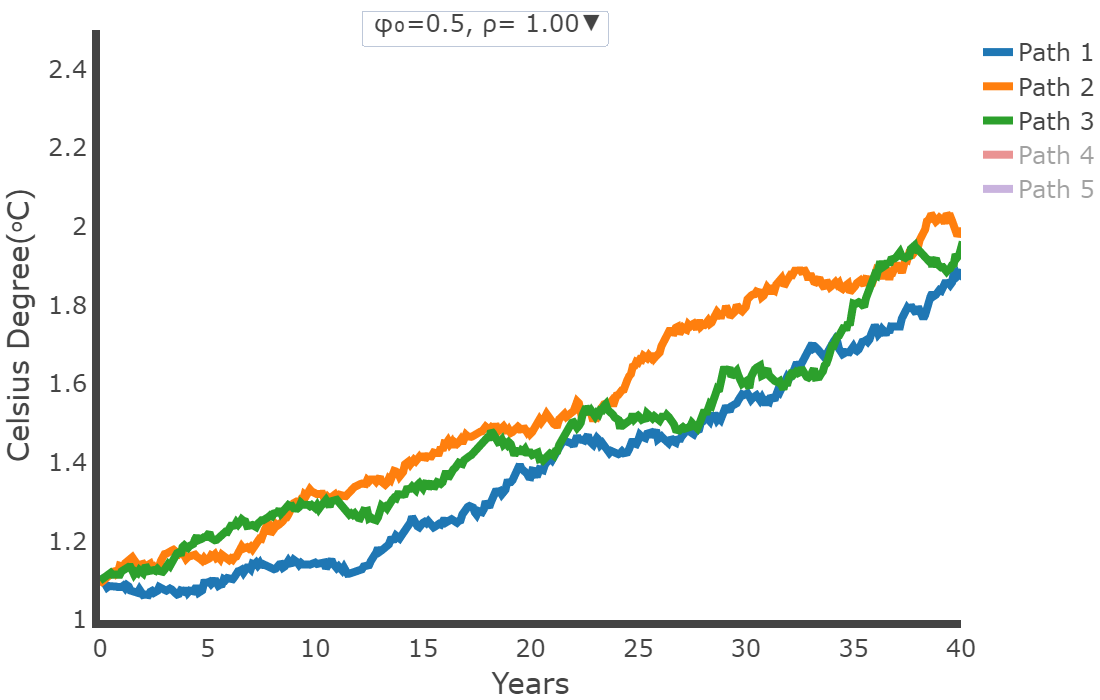 φ₀=0.5, ρ= 1.00▼
Path 1
Path 2
Path 3
Path 4
Path 5
Celsius Degree(ᵒC)
2.4
2.2
2
1.8
1.6
1.4
1.2
1
0 5 10 15 20 25 30 35 40
Years